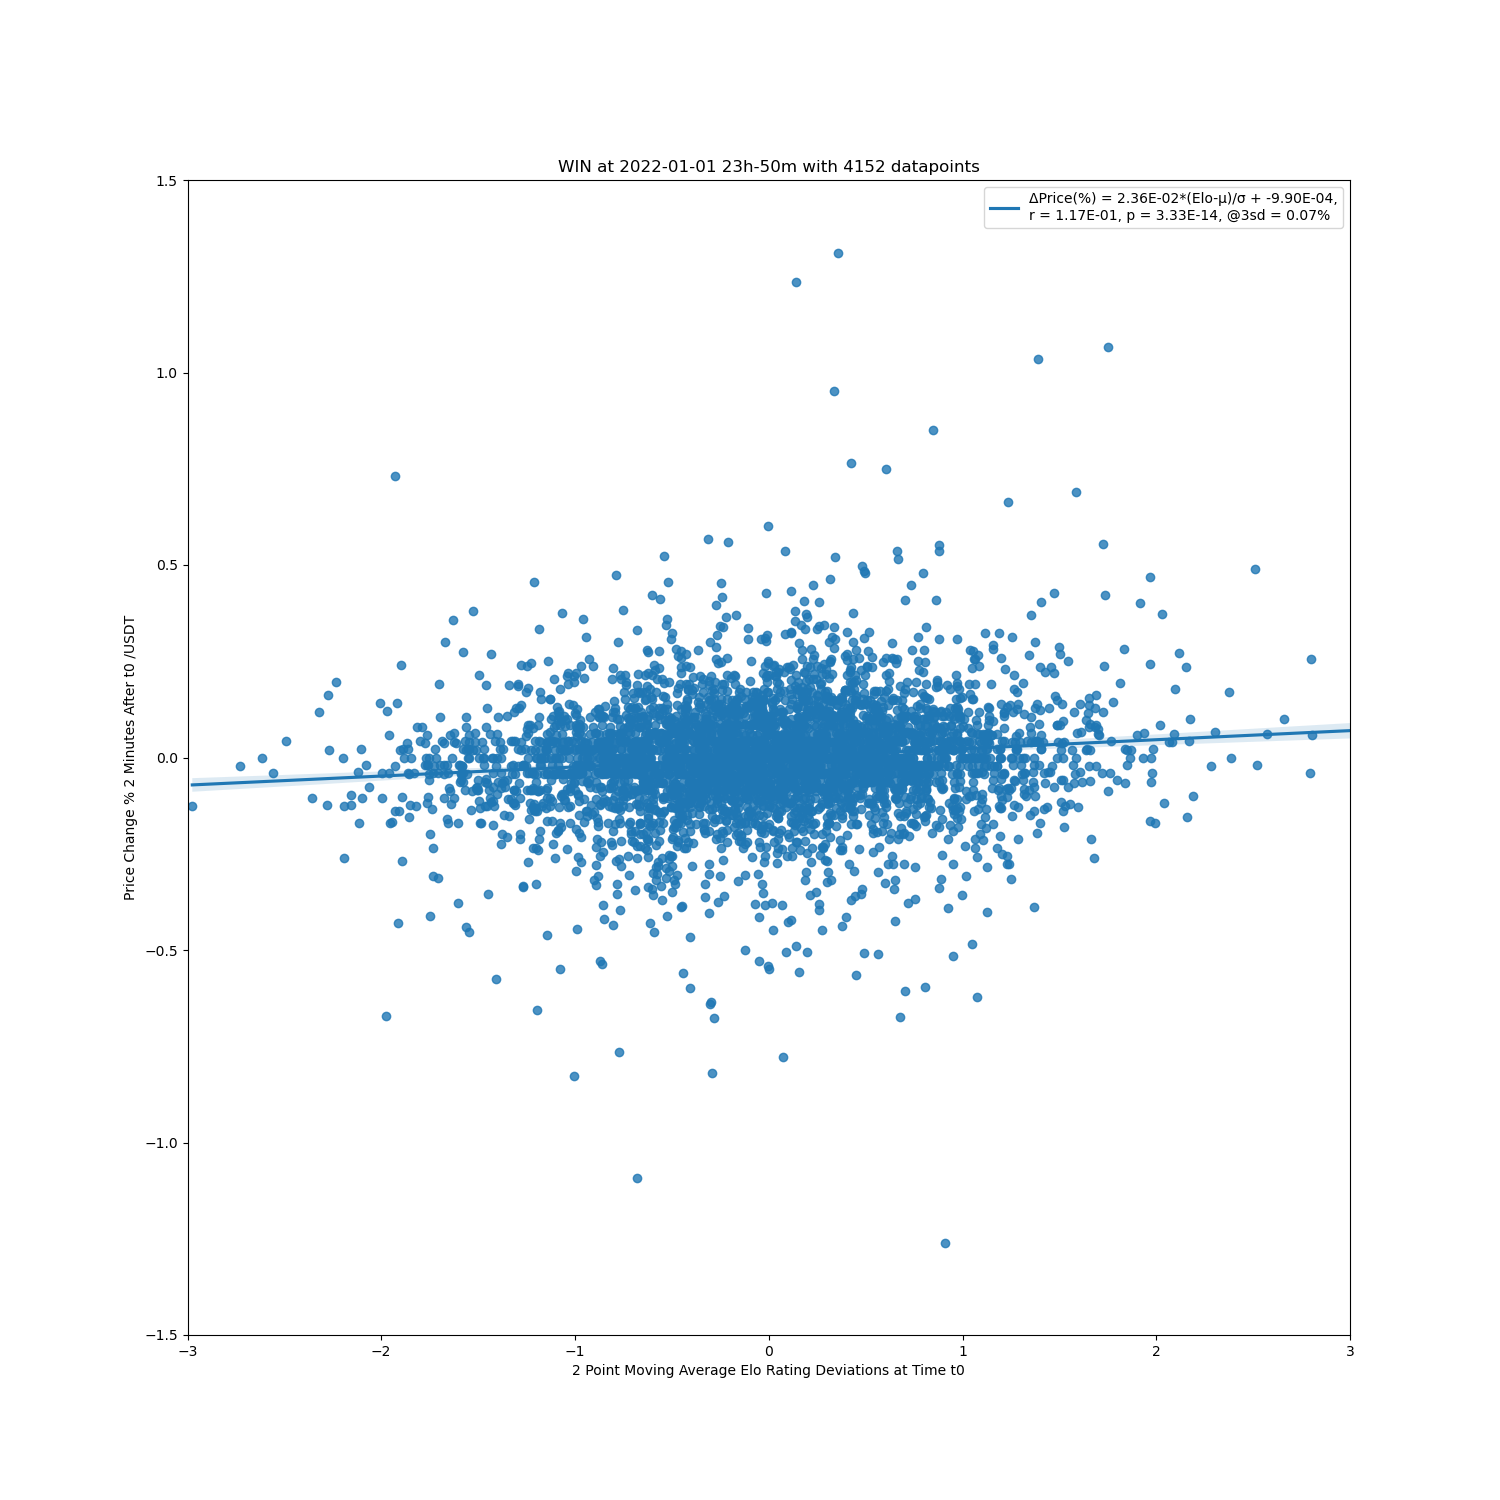 WIN at 2022-01-01 23h-50m with 4152 datapoints
ΔPrice(%) = 2.36E-02*(Elo-μ)/σ + -9.90E-04,
r = 1.17E-01, p = 3.33E-14, @3sd = 0.07%
Price Change % 2 Minutes After t0 /USDT
1.5
1.0
0.5
0.0
−0.5
−1.0
−1.5
−3
−2
−1
0
1
2
3
2 Point Moving Average Elo Rating Deviations at Time t0